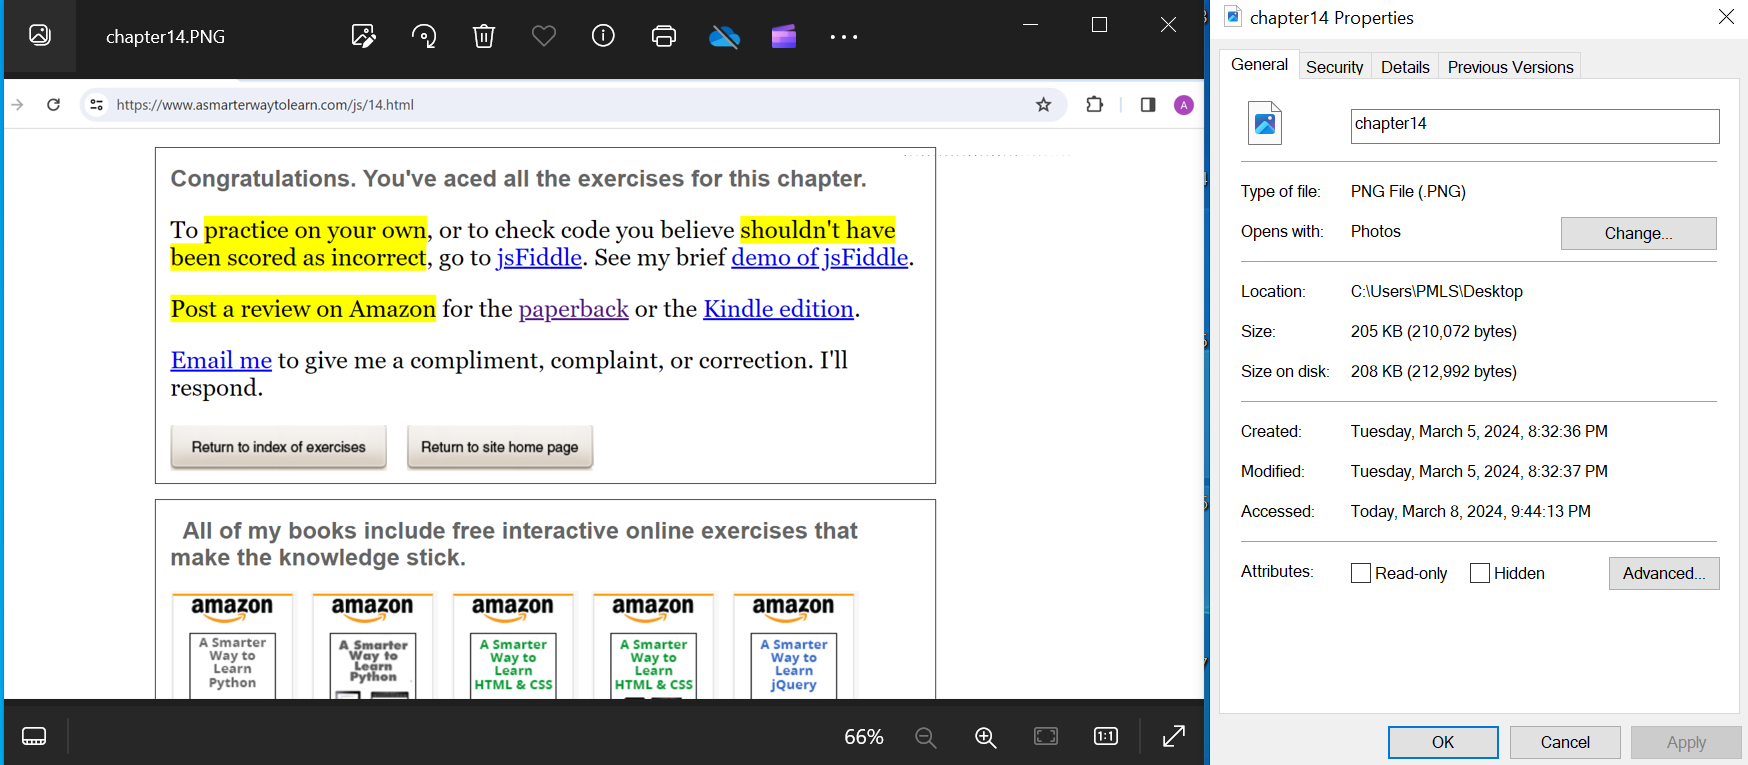 chapter14.PNG
https://www.asmarterwaytolearn.com/js/14.html
A
Congratulations. You've aced all the exercises for this chapter.
To practice on your own, or to check code you believe shouldn't have
been scored as incorrect, go to jsFiddle. See my brief demo of jsFiddle.
Post a review on Amazon for the paperback or the Kindle edition.
Email me to give me a compliment, complaint, or correction. I'll
respond.
Return to index of exercises Return to site home page
All of my books include free interactive online exercises that
make the knowledge stick.
amazon amazon amazon amazon amazon
A Smarter A Smarter A Smarter A Smarter A Smarter
Way to Way to Way to Way to Way to
Learn Learn Learn Learn Learn
Python Python HTML & CSS HTML & CSS jQuery
66% 1:1
chapter14 Properties
General Security Details Previous Versions
chapter14
Type of file: PNG File (.PNG)
Opens with: Photos Change...
Location: C:\Users\PMLS\Desktop
Size: 205 KB (210,072 bytes)
Size on disk: 208 KB (212,992 bytes)
Created: Tuesday, March 5, 2024, 8:32:36 PM
Modified: Tuesday, March 5, 2024, 8:32:37 PM
Accessed: Today, March 8, 2024, 9:44:13 PM
Attributes: Read-only Hidden Advanced...
OK Cancel Apply